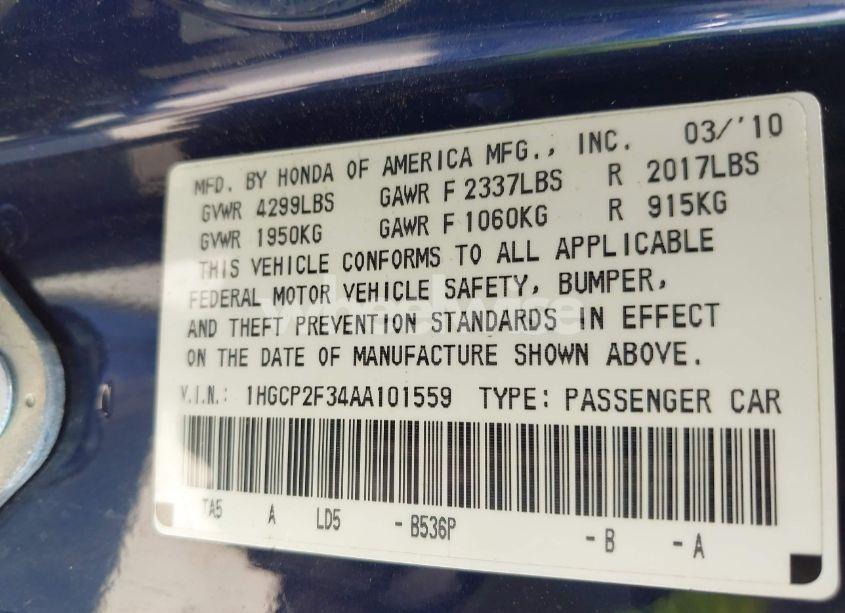 MFD. BY HONDA OF AMERICA MFG., INC. 03/'10
GVWR 4299LBS GAWR F 2337LBS R 2017LBS
GVWR 1950KG GAWR F 1060KG R 915KG
THIS VEHICLE CONFORMS TO ALL APPLICABLE
FEDERAL MOTOR VEHICLE SAFETY, BUMPER,
AND THEFT PREVENTION STANDARDS IN EFFECT
ON THE DATE OF MANUFACTURE SHOWN ABOVE.
V.I.N.: 1HGCP2F34AA101559 TYPE: PASSENGER CAR
TA5 A LD5 - B536P - B - A